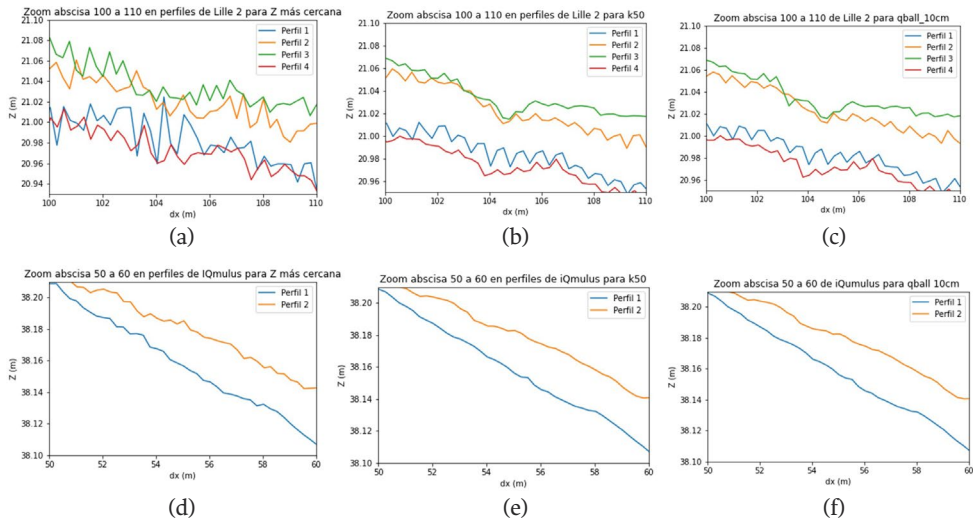 Zoom abscisa 100 a 110 en perfiles de Lille 2 para Z más cercana
21.10
21.08
21.06
21.04
21.02
21.00
20.98
20.96
20.94
Z (m)
Perfil 1
Perfil 2
Perfil 3
Perfil 4
100
102
104
106
108
110
dx (m)
(a)
Zoom abscisa 100 a 110 en perfiles de Lille 2 para k50
21.10
21.08
21.06
21.04
21.02
21.00
20.98
20.96
Z (m)
Perfil 1
Perfil 2
Perfil 3
Perfil 4
100
102
104
106
108
110
dx (m)
(b)
Zoom abscisa 100 a 110 de Lille 2 para qball_10cm
21.10
21.08
21.06
21.04
21.02
21.00
20.98
20.96
Z (m)
Perfil 1
Perfil 2
Perfil 3
Perfil 4
100
102
104
106
108
110
dx (m)
(c)
Zoom abscisa 50 a 60 en perfiles de IQmulus para Z más cercana
38.20
38.18
38.16
38.14
38.12
38.10
Z (m)
Perfil 1
Perfil 2
50
52
54
56
58
60
dx (m)
(d)
Zoom abscisa 50 a 60 en perfiles de iQmulus para k50
38.20
38.18
38.16
38.14
38.12
38.10
Z (m)
Perfil 1
Perfil 2
50
52
54
56
58
60
dx (m)
(e)
Zoom abscisa 50 a 60 de iQumulus para qball 10cm
38.20
38.18
38.16
38.14
38.12
38.10
Z (m)
Perfil 1
Perfil 2
50
52
54
56
58
60
dx (m)
(f)